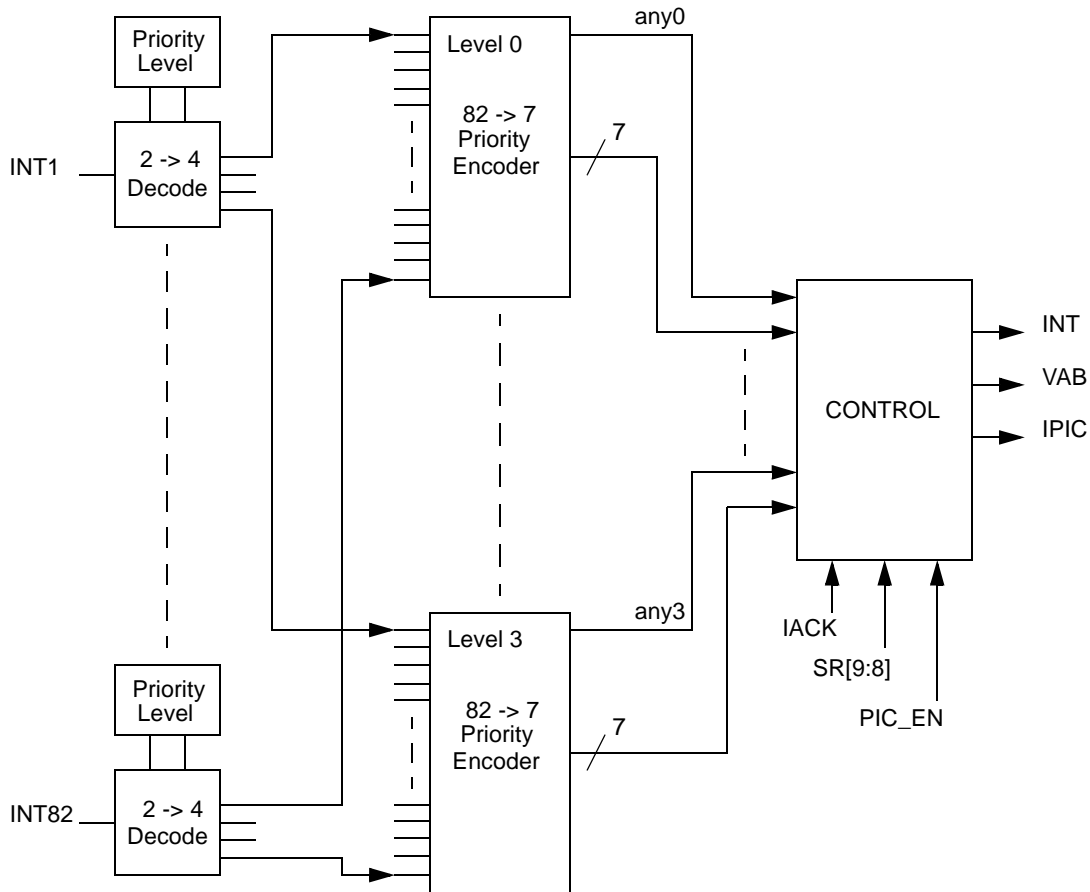 Priority
Level
INT1
2 -> 4
Decode
Level 0
82 -> 7
Priority
Encoder
any0
7
INT
VAB
IPIC
CONTROL
IACK
SR[9:8]
PIC_EN
any3
Level 3
82 -> 7
Priority
Encoder
7
Priority
Level
INT82
2 -> 4
Decode